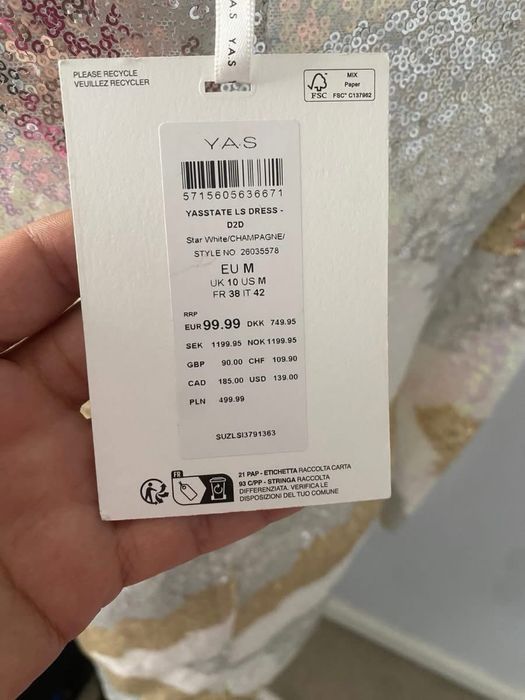 AS YAS
PLEASE RECYCLE
VEUILLEZ RECYCLER
MIX
Paper
FSC
FSC® C137962
Y.A.S
5715605636671
YASSTATE LS DRESS -
D2D
Star White/CHAMPAGNE/
STYLE NO 26035578
EU M
UK 10 US M
FR 38 IT 42
RRP
EUR 99.99 DKK 749.95
SEK 1199.95 NOK 1199.95
GBP 90.00 CHF 109.90
CAD 185.00 USD 139.00
PLN 499.99
SUZLSI3791363
FR
21 PAP - ETICHETTA RACCOLTA CARTA
93 C/PP - STRINGA RACCOLTA
DIFFERENZIATA. VERIFICA LE
DISPOSIZIONI DEL TUO COMUNE